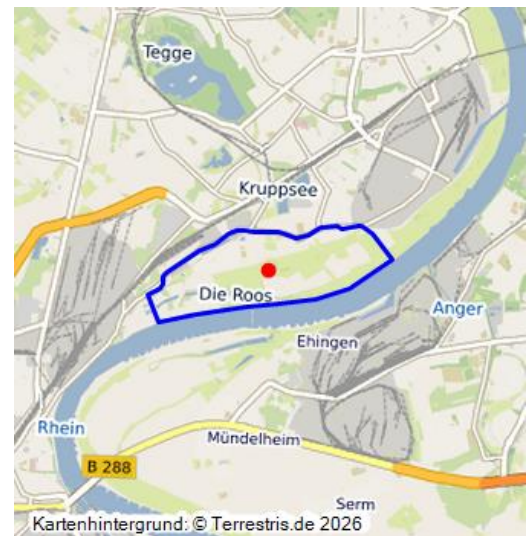 Tegge
Kruppsee
Die Roos
Anger
Ehingen
Rhein
Mündelheim
B 288
Serm
Kartenhintergrund: © Terrestris.de 2026